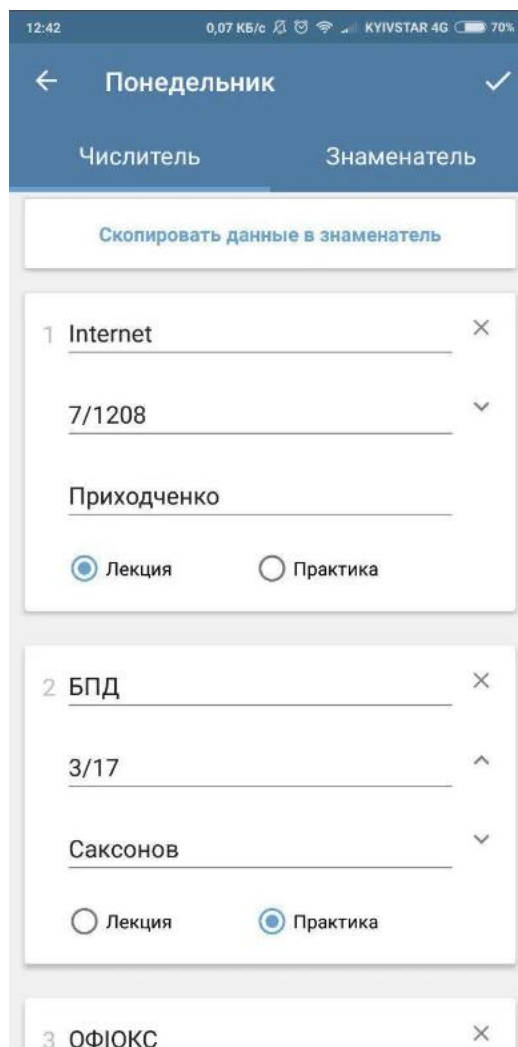 12:42 0,07 КБ/с KYIVSTAR 4G 70%
Понедельник
Числитель Знаменатель
Скопировать данные в знаменатель
1 Internet
7/1208
Приходченко
Лекция Практика
2 БПД
3/17
Саксонов
Лекция Практика
3 ОФІОКС